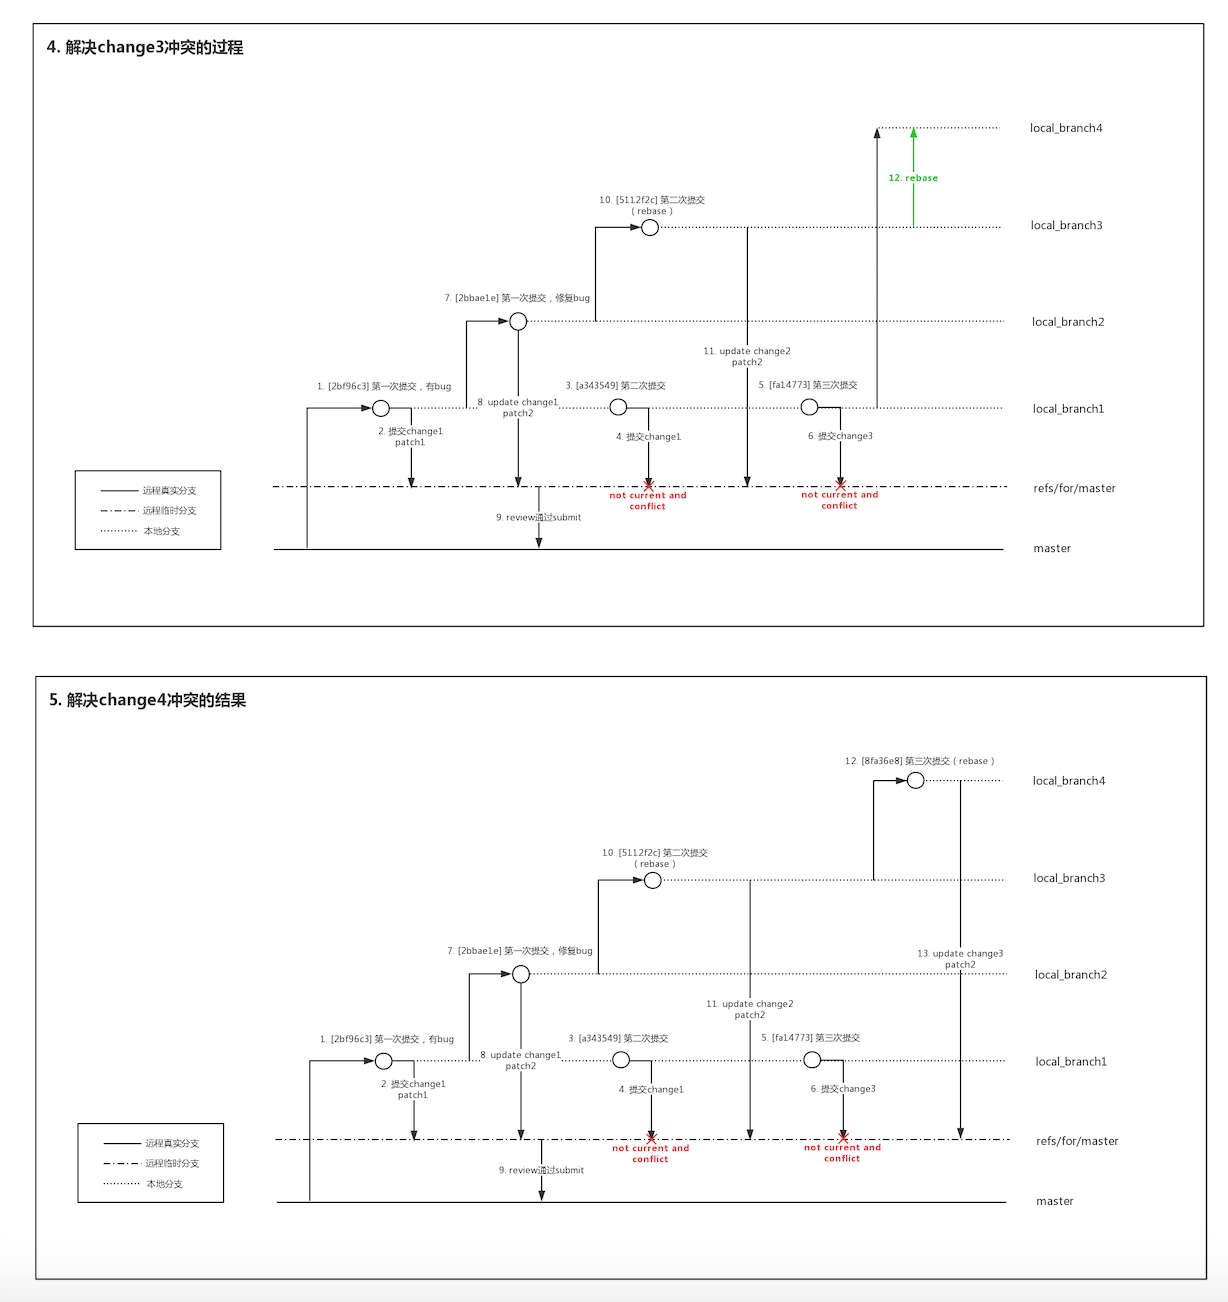 4. 解决change3冲突的过程
local_branch4
12. rebase
10. [5112f2c] 第二次提交
（rebase）
local_branch3
7. [2bbae1e] 第一次提交，修复bug
local_branch2
11. update change2
patch2
1. [2bf96c3] 第一次提交，有bug
3. [a343549] 第二次提交
5. [fa14773] 第三次提交
8. update change1
patch2
local_branch1
2. 提交change1
patch1
4. 提交change1
6. 提交change3
远程真实分支
远程临时分支
本地分支
refs/for/master
not current and
conflict
not current and
conflict
9. review通过submit
master
5. 解决change4冲突的结果
12. [8fa36e8] 第三次提交（rebase）
local_branch4
10. [5112f2c] 第二次提交
（rebase）
local_branch3
7. [2bbae1e] 第一次提交，修复bug
13. update change3
patch2
local_branch2
11. update change2
patch2
1. [2bf96c3] 第一次提交，有bug
3. [a343549] 第二次提交
5. [fa14773] 第三次提交
8. update change1
patch2
local_branch1
2. 提交change1
patch1
4. 提交change1
6. 提交change3
远程真实分支
远程临时分支
本地分支
refs/for/master
not current and
conflict
not current and
conflict
9. review通过submit
master